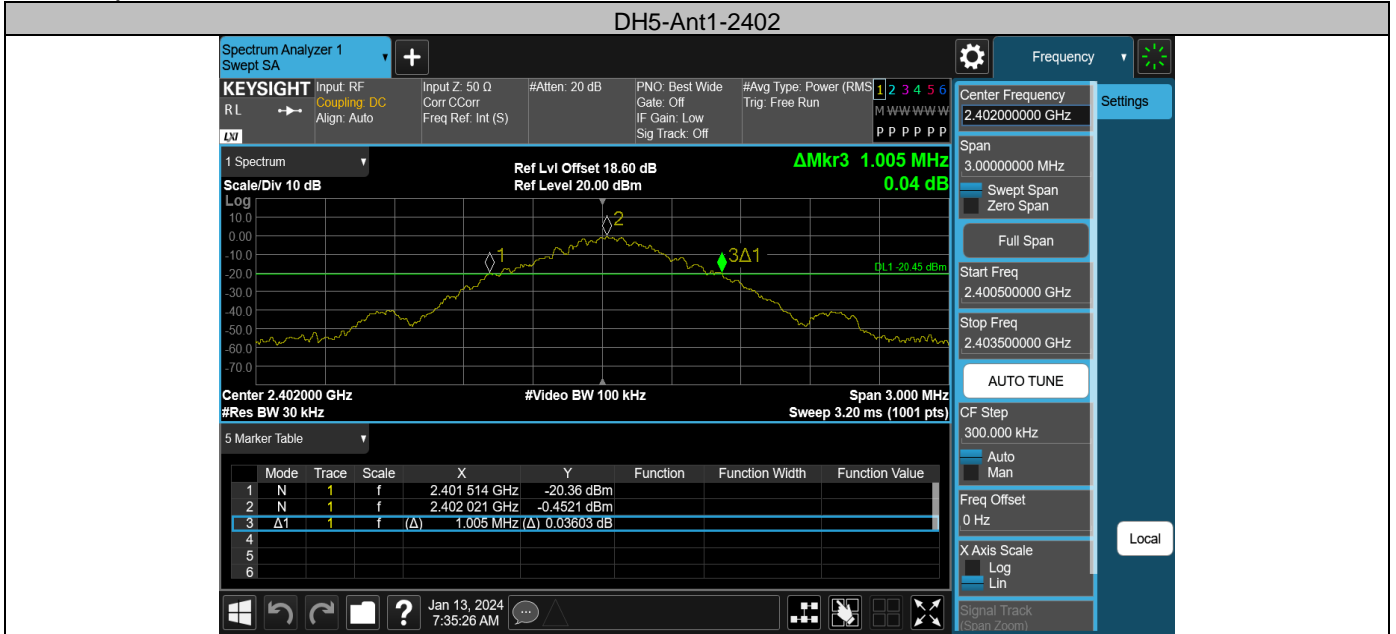 DH5-Ant1-2402
Spectrum Analyzer 1
Swept SA
+
Frequency
KEYSIGHT
RL
LXI
Input: RF
Coupling: DC
Align: Auto
Input Z: 50 Ω
Corr CCorr
Freq Ref: Int (S)
#Atten: 20 dB
PNO: Best Wide
Gate: Off
IF Gain: Low
Sig Track: Off
#Avg Type: Power (RMS
Trig: Free Run
1 2 3 4 5 6
M W W W W W
P P P P P P
Settings
Center Frequency
2.402000000 GHz
Span
3.00000000 MHz
Swept Span
Zero Span
Full Span
Start Freq
2.400500000 GHz
Stop Freq
2.403500000 GHz
AUTO TUNE
CF Step
300.000 kHz
Auto
Man
Freq Offset
0 Hz
X Axis Scale
Log
Lin
Signal Track
(Span Zoom)
Local
1 Spectrum
Scale/Div 10 dB
Ref Lvl Offset 18.60 dB
Ref Level 20.00 dBm
ΔMkr3 1.005 MHz
0.04 dB
Log
10.0
0.00
-10.0
-20.0
-30.0
-40.0
-50.0
-60.0
-70.0
1
2
3Δ1
DL1 -20.45 dBm
Center 2.402000 GHz
#Video BW 100 kHz
Span 3.000 MHz
#Res BW 30 kHz
Sweep 3.20 ms (1001 pts)
5 Marker Table
Mode Trace Scale X Y Function Function Width Function Value
1 N 1 f 2.401 514 GHz -20.36 dBm
2 N 1 f 2.402 021 GHz -0.4521 dBm
3 Δ1 1 f (Δ) 1.005 MHz (Δ) 0.03603 dB
4
5
6
?
Jan 13, 2024
7:35:26 AM